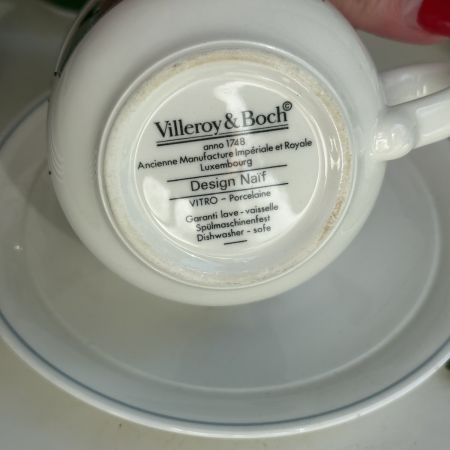 Villeroy & Boch©
anno 1748
Ancienne Manufacture Impériale et Royale
Luxembourg
Design Naïf
VITRO – Porcelaine
Garanti lave-vaisselle
Spülmaschinenfest
Dishwasher - safe